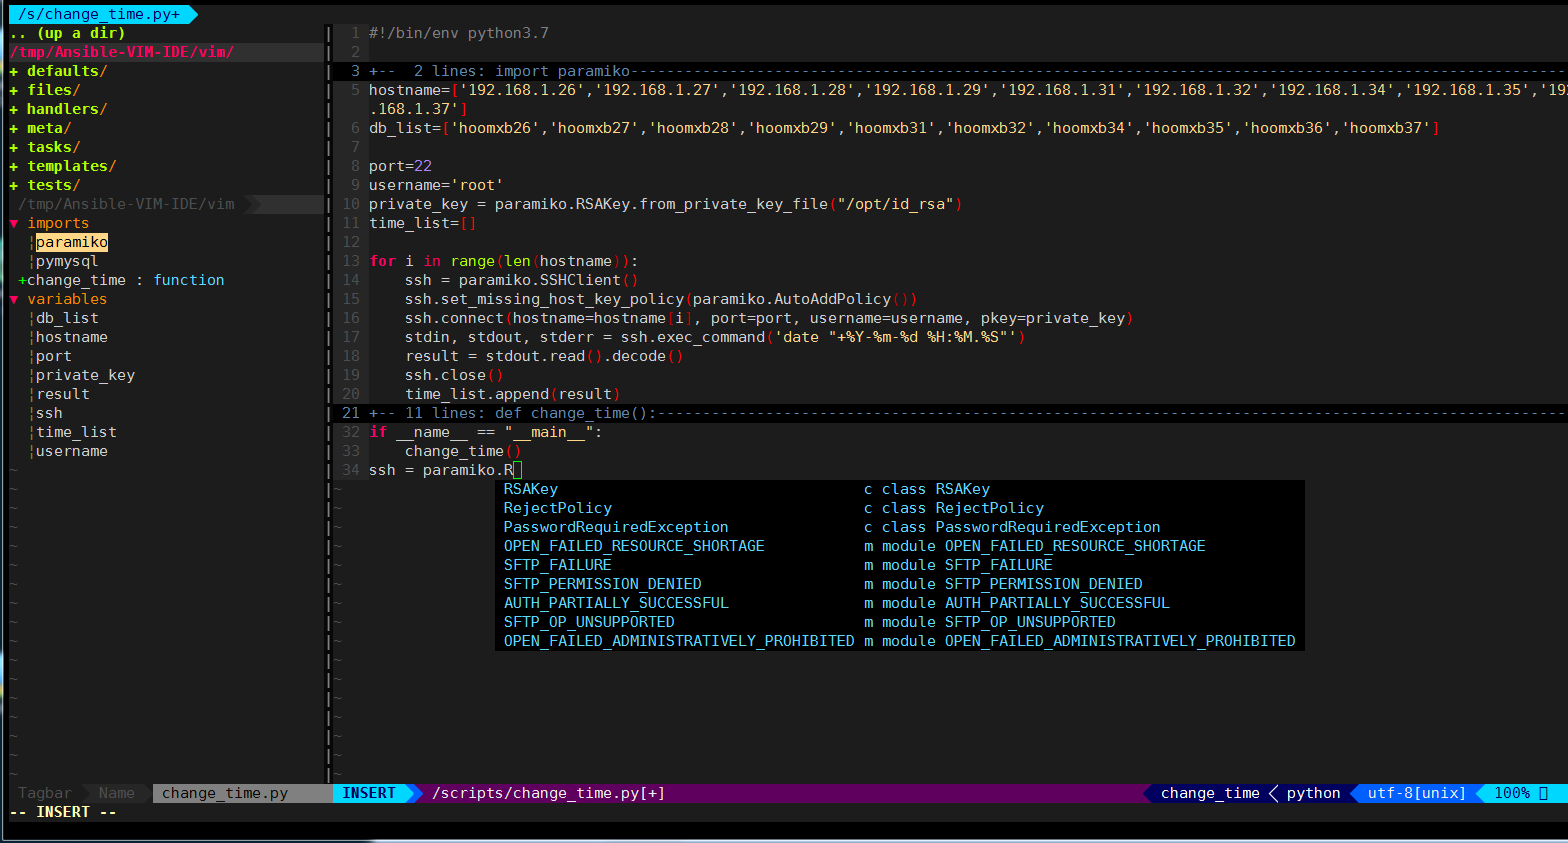 /s/change_time.py+
.. (up a dir)
/tmp/Ansible-VIM-IDE/vim/
+ defaults/
+ files/
+ handlers/
+ meta/
+ tasks/
+ templates/
+ tests/
/tmp/Ansible-VIM-IDE/vim
▼ imports
¦paramiko
¦pymysql
+change_time : function
▼ variables
¦db_list
¦hostname
¦port
¦private_key
¦result
¦ssh
¦time_list
¦username
1 #!/bin/env python3.7
2
3 +--  2 lines: import paramiko--------------------------------------------------------------------------------------------------------
5 hostname=['192.168.1.26','192.168.1.27','192.168.1.28','192.168.1.29','192.168.1.31','192.168.1.32','192.168.1.34','192.168.1.35','19
.168.1.37']
6 db_list=['hoomxb26','hoomxb27','hoomxb28','hoomxb29','hoomxb31','hoomxb32','hoomxb34','hoomxb35','hoomxb36','hoomxb37']
7
8 port=22
9 username='root'
10 private_key = paramiko.RSAKey.from_private_key_file("/opt/id_rsa")
11 time_list=[]
12
13 for i in range(len(hostname)):
14     ssh = paramiko.SSHClient()
15     ssh.set_missing_host_key_policy(paramiko.AutoAddPolicy())
16     ssh.connect(hostname=hostname[i], port=port, username=username, pkey=private_key)
17     stdin, stdout, stderr = ssh.exec_command('date "+%Y-%m-%d %H:%M.%S"')
18     result = stdout.read().decode()
19     ssh.close()
20     time_list.append(result)
21 +-- 11 lines: def change_time():-----------------------------------------------------------------------------------------------------
32 if __name__ == "__main__":
33     change_time()
34 ssh = paramiko.R
RSAKey c class RSAKey
RejectPolicy c class RejectPolicy
PasswordRequiredException c class PasswordRequiredException
OPEN_FAILED_RESOURCE_SHORTAGE m module OPEN_FAILED_RESOURCE_SHORTAGE
SFTP_FAILURE m module SFTP_FAILURE
SFTP_PERMISSION_DENIED m module SFTP_PERMISSION_DENIED
AUTH_PARTIALLY_SUCCESSFUL m module AUTH_PARTIALLY_SUCCESSFUL
SFTP_OP_UNSUPPORTED m module SFTP_OP_UNSUPPORTED
OPEN_FAILED_ADMINISTRATIVELY_PROHIBITED m module OPEN_FAILED_ADMINISTRATIVELY_PROHIBITED
Tagbar Name change_time.py INSERT /scripts/change_time.py[+] change_time < python utf-8[unix] 100%
-- INSERT --